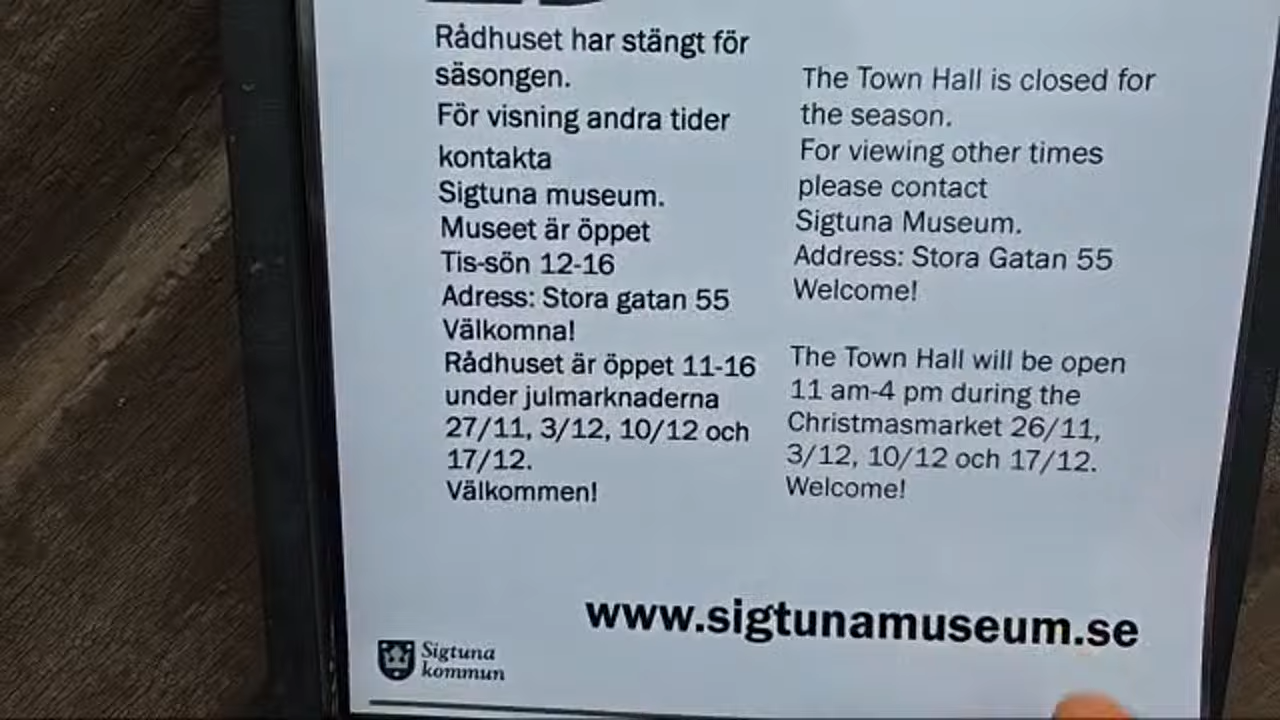 Rådhuset har stängt för
säsongen.
För visning andra tider
kontakta
Sigtuna museum.
Museet är öppet
Tis-sön 12-16
Adress: Stora gatan 55
Välkomna!
Rådhuset är öppet 11-16
under julmarknaderna
27/11, 3/12, 10/12 och
17/12.
Välkommen!
The Town Hall is closed for
the season.
For viewing other times
please contact
Sigtuna Museum.
Address: Stora Gatan 55
Welcome!
The Town Hall will be open
11 am-4 pm during the
Christmasmarket 26/11,
3/12, 10/12 och 17/12.
Welcome!
www.sigtunamuseum.se
Sigtuna
kommun